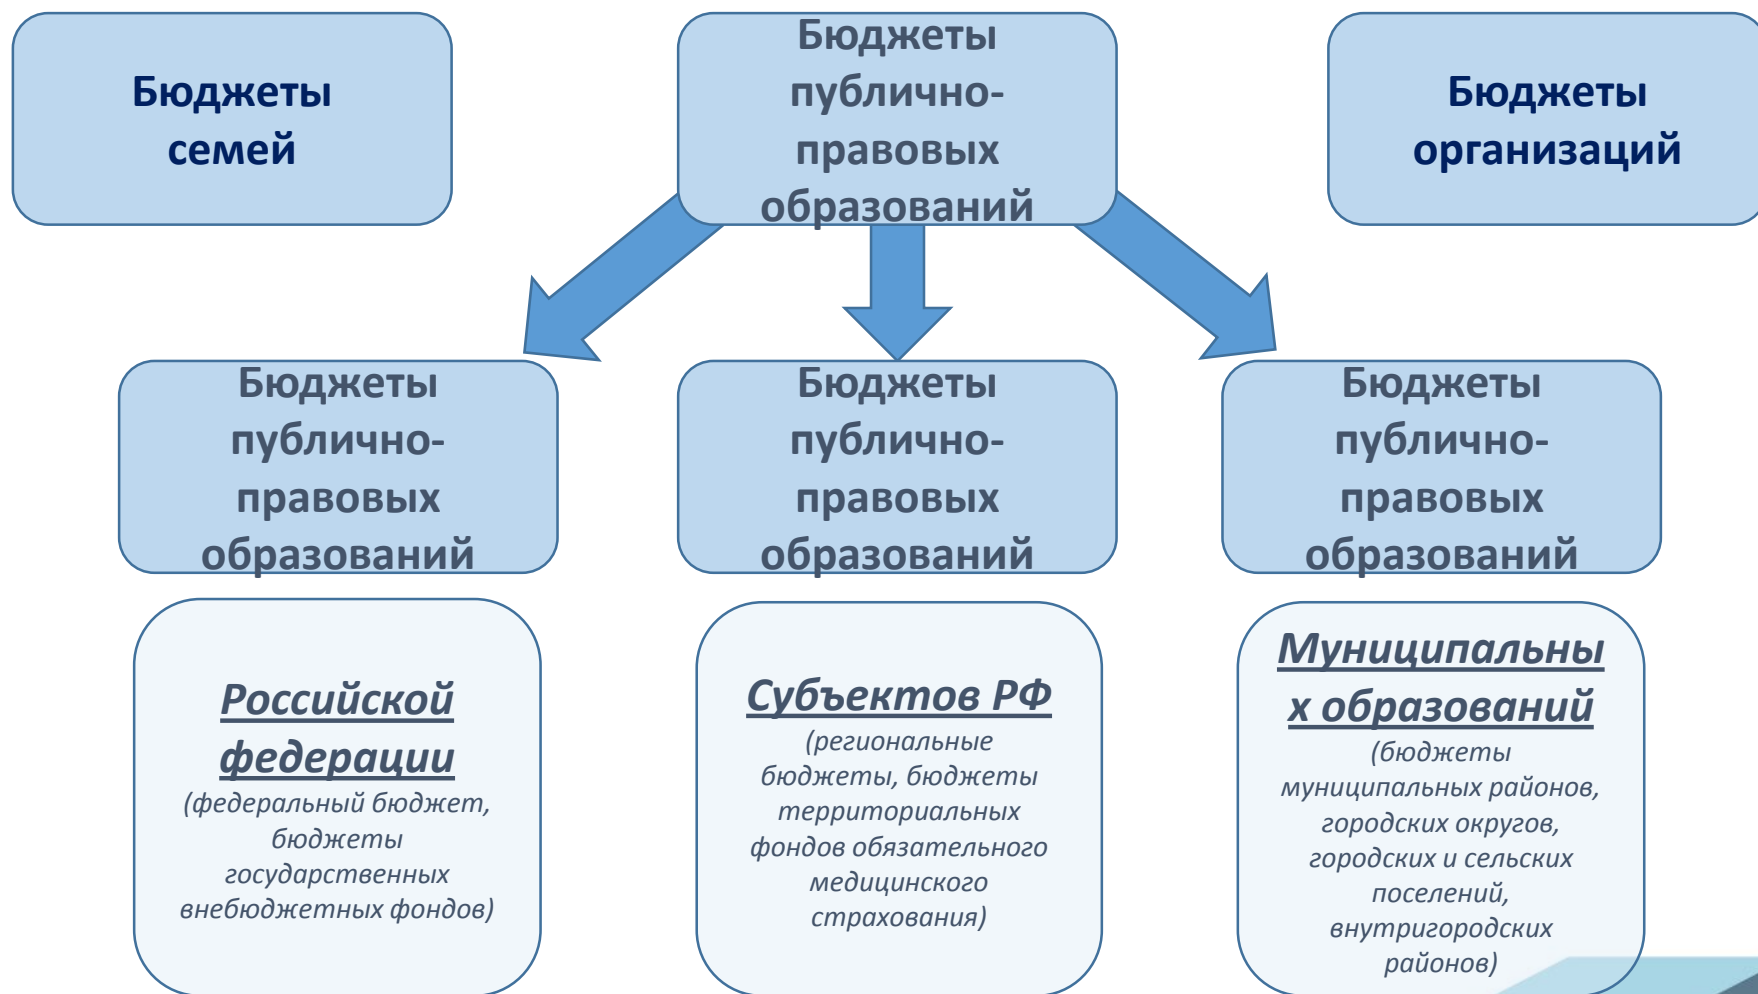 Бюджеты
семей
Бюджеты
публично-
правовых
образований
Бюджеты
организаций
Бюджеты
публично-
правовых
образований
Бюджеты
публично-
правовых
образований
Бюджеты
публично-
правовых
образований
Российской
федерации
(федеральный бюджет,
бюджеты
государственных
внебюджетных фондов)
Субъектов РФ
(региональные
бюджеты, бюджеты
территориальных
фондов обязательного
медицинского
страхования)
Муниципальны
х образований
(бюджеты
муниципальных районов,
городских округов,
городских и сельских
поселений,
внутригородских
районов)